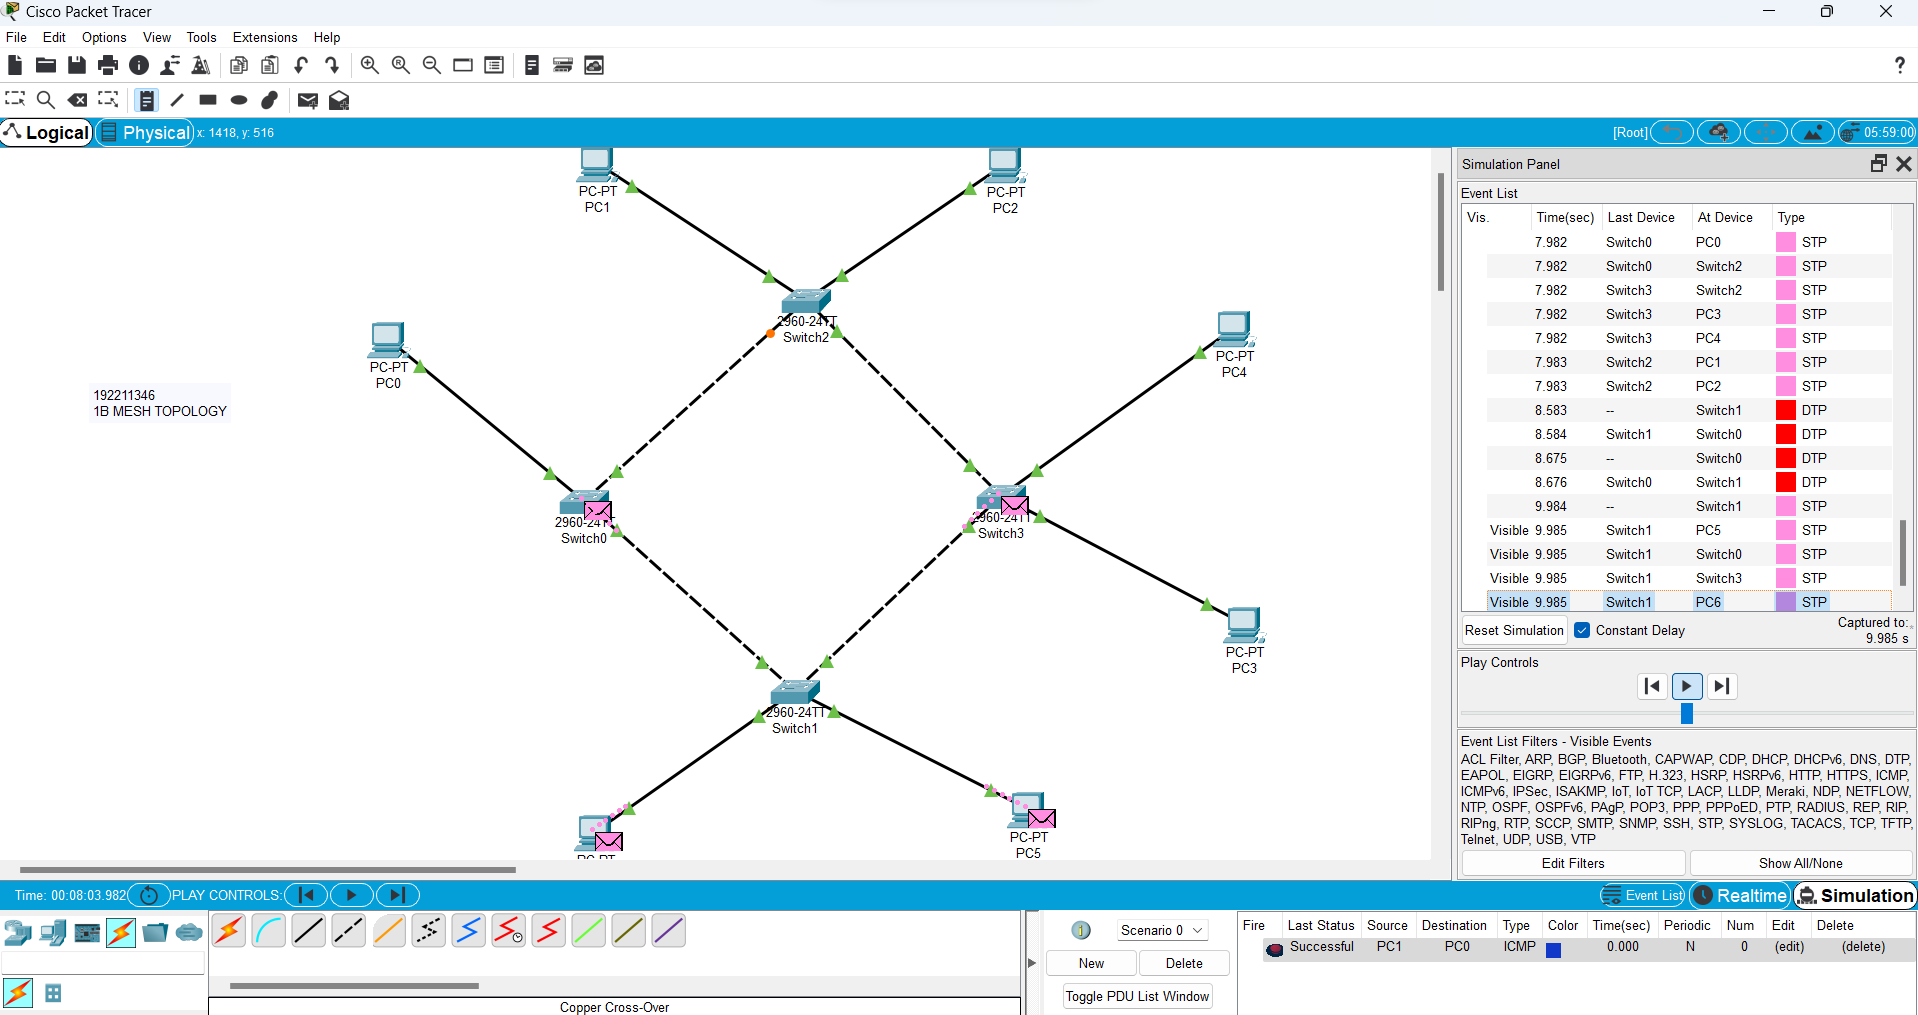 Cisco Packet Tracer
File Edit Options View Tools Extensions Help
Logical Physical x: 1418, y: 516 [Root] 05:59:00
PC-PT
PC1
PC-PT
PC2
2960-24TT
Switch2
PC-PT
PC0
PC-PT
PC4
192211346
1B MESH TOPOLOGY
2960-24TT
Switch0
2960-24TT
Switch3
PC-PT
PC3
2960-24TT
Switch1
PC-PT
PC5
PC-PT
Simulation Panel
Event List
Vis. Time(sec) Last Device At Device Type
7.982 Switch0 PC0 STP
7.982 Switch0 Switch2 STP
7.982 Switch3 Switch2 STP
7.982 Switch3 PC3 STP
7.982 Switch3 PC4 STP
7.983 Switch2 PC1 STP
7.983 Switch2 PC2 STP
8.583 -- Switch1 DTP
8.584 Switch1 Switch0 DTP
8.675 -- Switch0 DTP
8.676 Switch0 Switch1 DTP
9.984 -- Switch1 STP
Visible 9.985 Switch1 PC5 STP
Visible 9.985 Switch1 Switch0 STP
Visible 9.985 Switch1 Switch3 STP
Visible 9.985 Switch1 PC6 STP
Reset Simulation Constant Delay Captured to:
9.985 s
Play Controls
Event List Filters - Visible Events
ACL Filter, ARP, BGP, Bluetooth, CAPWAP, CDP, DHCP, DHCPv6, DNS, DTP,
EAPOL, EIGRP, EIGRPv6, FTP, H.323, HSRP, HSRPv6, HTTP, HTTPS, ICMP,
ICMPv6, IPSec, ISAKMP, IoT, IoT TCP, LACP, LLDP, Meraki, NDP, NETFLOW,
NTP, OSPF, OSPFv6, PAgP, POP3, PPP, PPPoED, PTP, RADIUS, REP, RIP,
RIPng, RTP, SCCP, SMTP, SNMP, SSH, STP, SYSLOG, TACACS, TCP, TFTP,
Telnet, UDP, USB, VTP
Edit Filters Show All/None
Time: 00:08:03.982 PLAY CONTROLS: Event List Realtime Simulation
Scenario 0
New Delete
Toggle PDU List Window
Fire Last Status Source Destination Type Color Time(sec) Periodic Num Edit Delete
Successful PC1 PC0 ICMP 0.000 N 0 (edit) (delete)
Copper Cross-Over